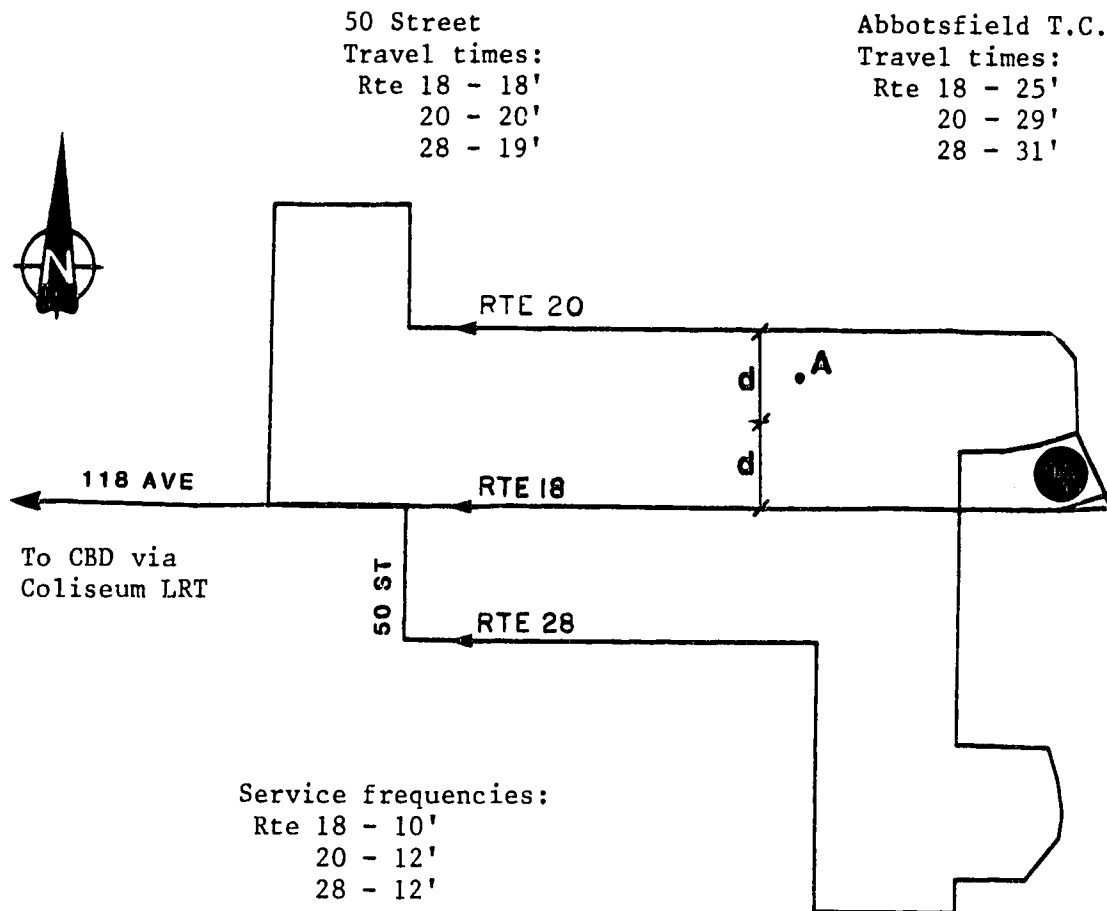 50 Street
Travel times:
Rte 18 - 18'
20 - 20'
28 - 19'
Abbotsfield T.C.
Travel times:
Rte 18 - 25'
20 - 29'
28 - 31'
N
RTE 20
d
A
d
118 AVE
RTE 18
To CBD via
Coliseum LRT
50 ST
RTE 28
Service frequencies:
Rte 18 - 10'
20 - 12'
28 - 12'